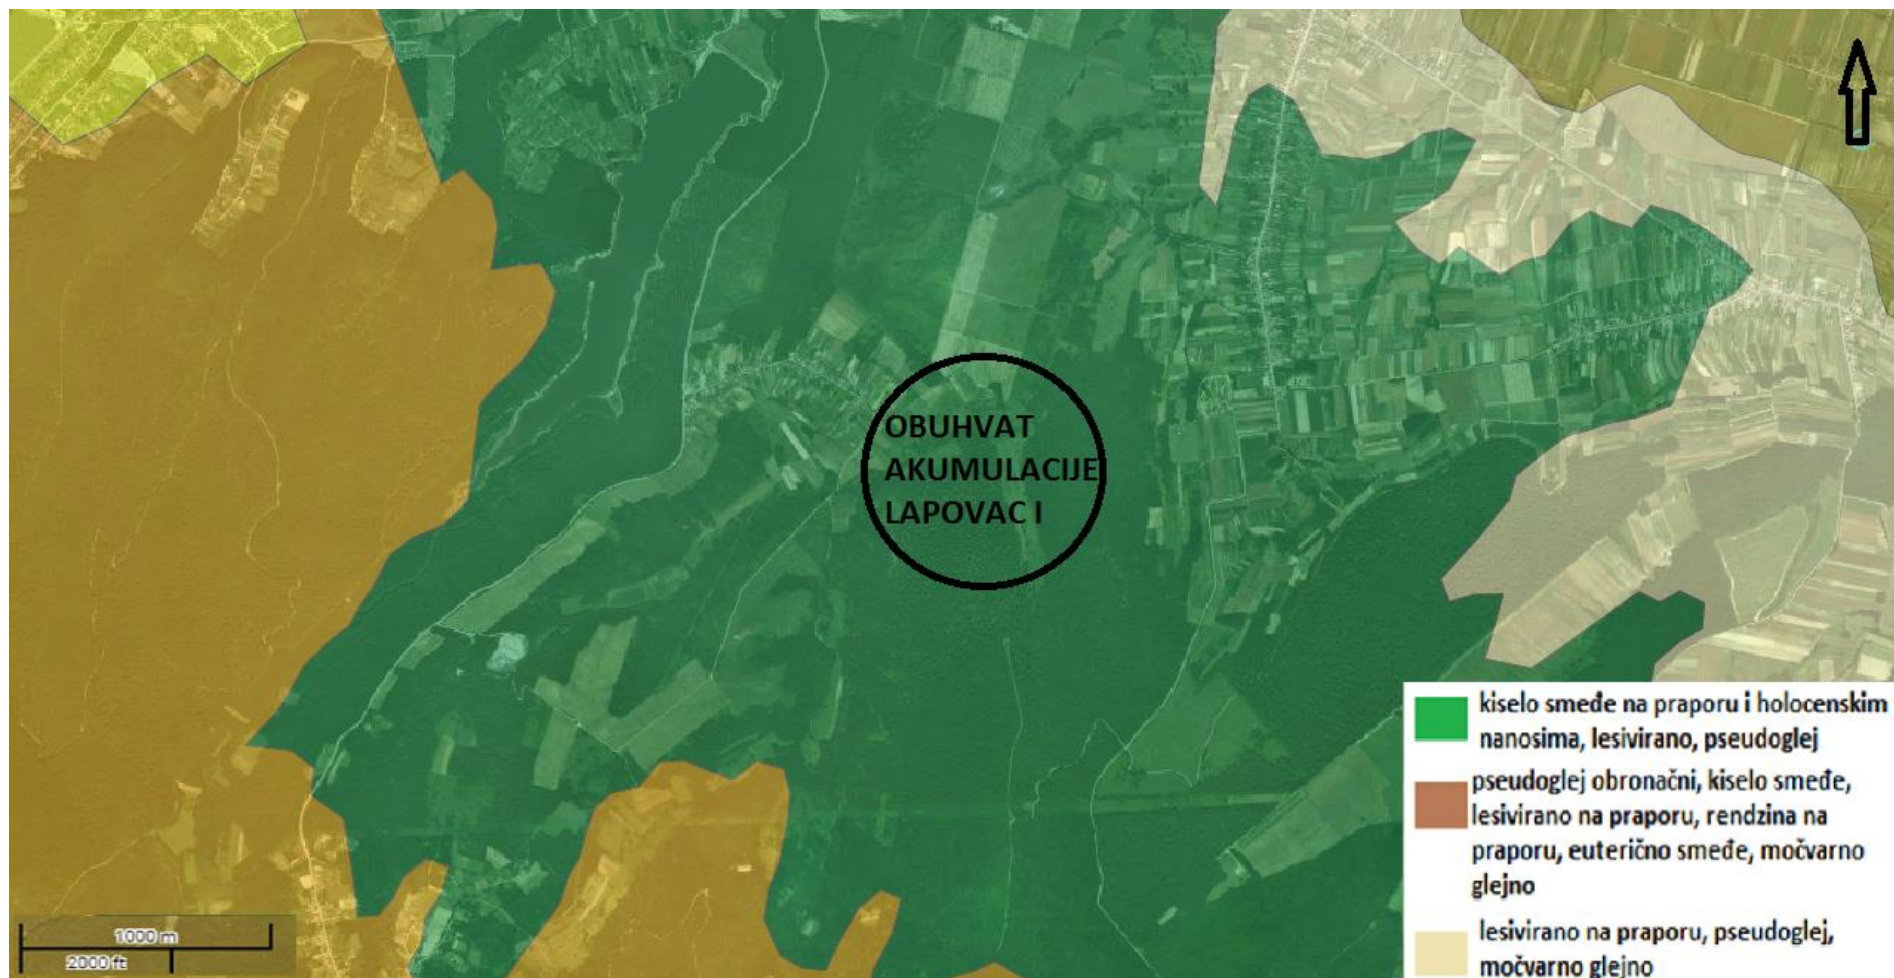 OBUHVAT
AKUMULACIJE
LAPOVAC I
kiselo smeđe na praporu i holocenskim
nanosima, lesivirano, pseudoglej
pseudoglej obronačni, kiselo smeđe,
lesivirano na praporu, rendzina na
praporu, euterično smeđe, močvarno
glejno
lesivirano na praporu, pseudoglej,
močvarno glejno
1000 m
2000 ft